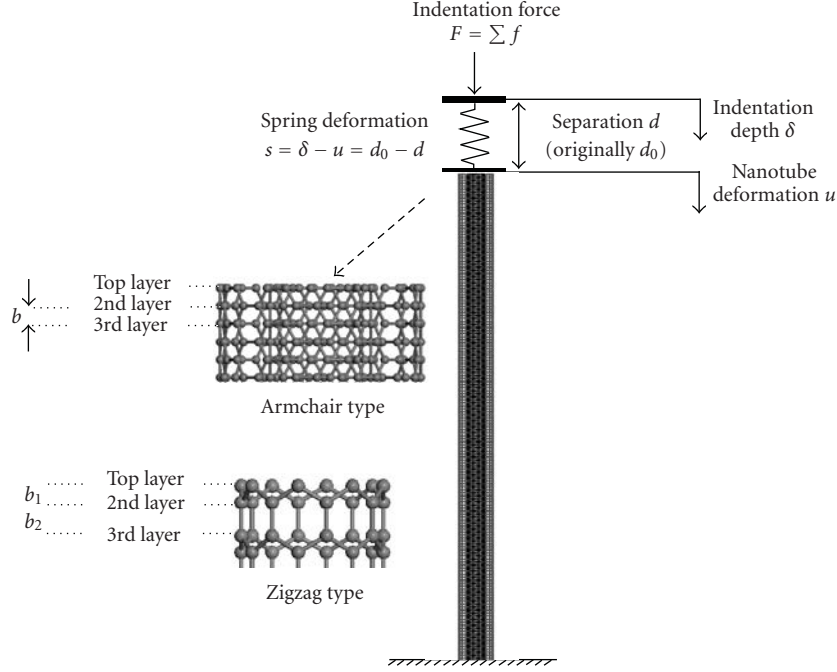 Indentation force
F = ∑ f
Spring deformation
s = δ − u = d₀ − d
Separation d
(originally d₀)
Indentation
depth δ
Nanotube
deformation u
Top layer
2nd layer
b
3rd layer
Armchair type
Top layer
b₁
2nd layer
b₂
3rd layer
Zigzag type